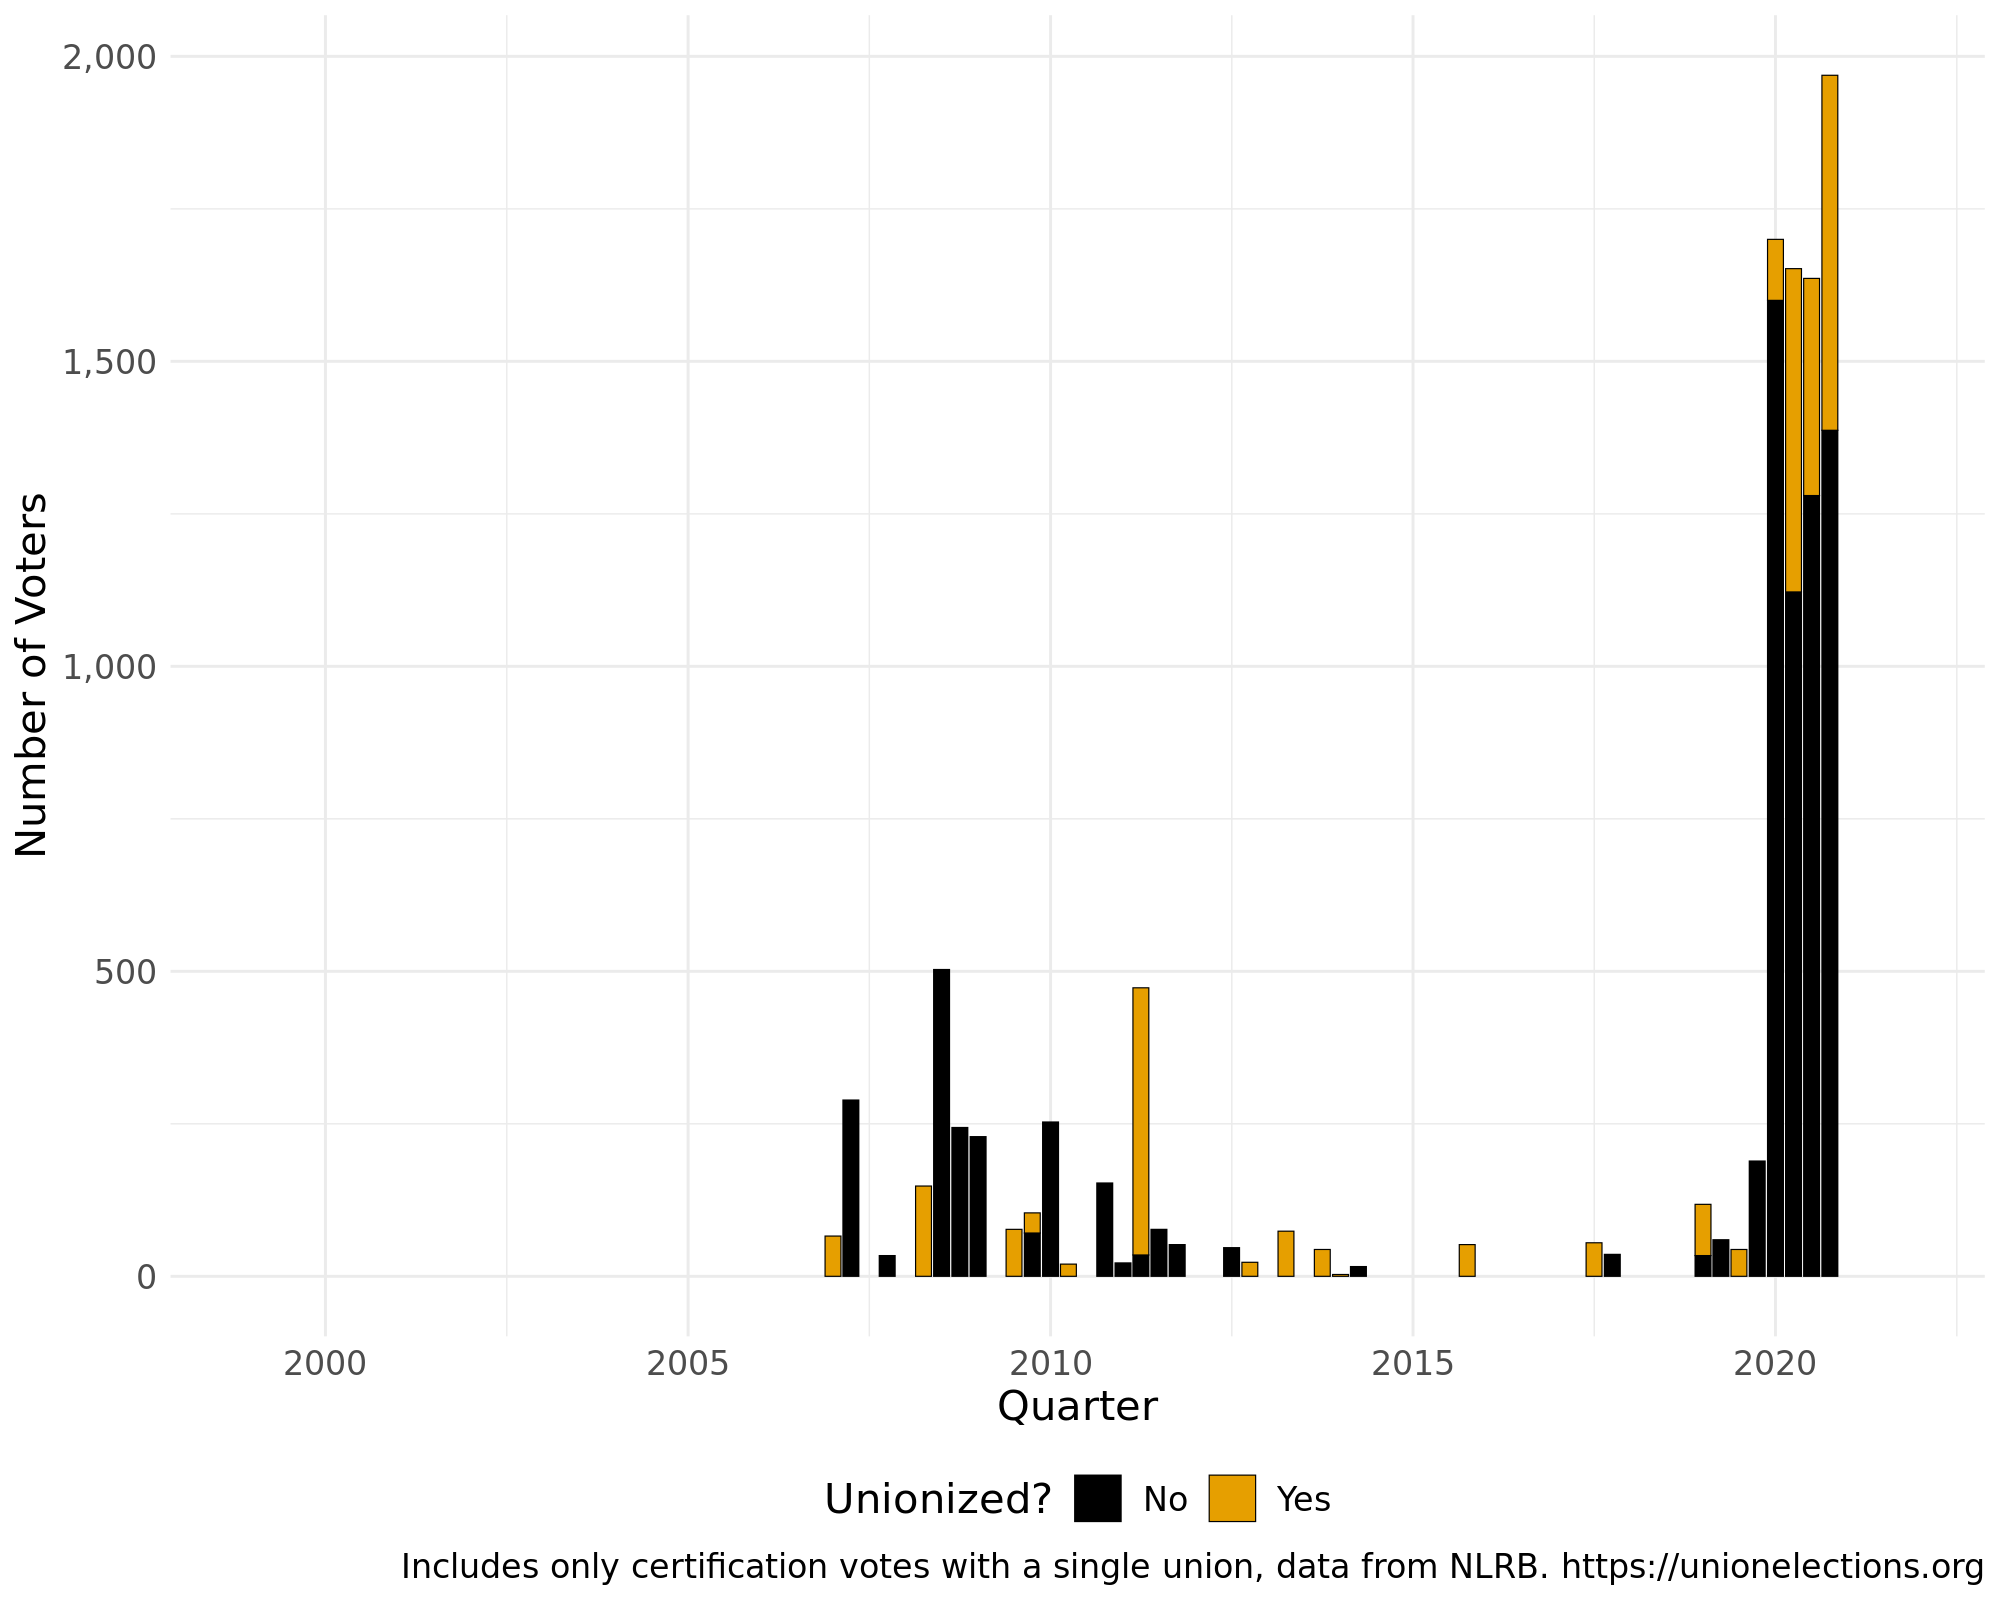 2,000
1,500
1,000
500
0
Number of Voters
2000 2005 2010 2015 2020
Quarter
Unionized? No Yes
Includes only certification votes with a single union, data from NLRB. https://unionelections.org